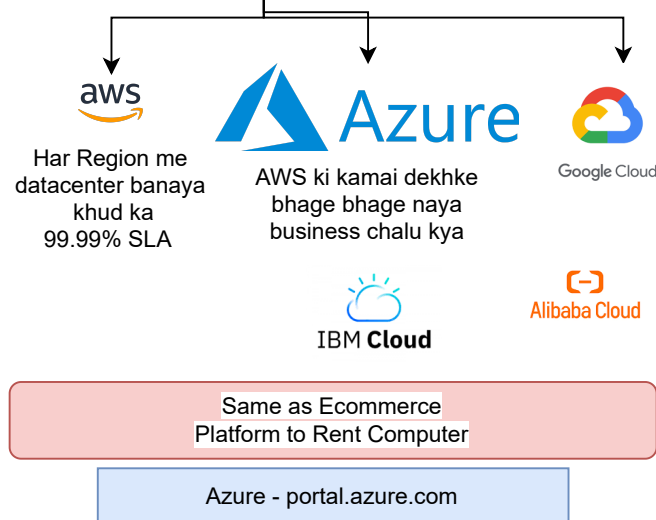 aws
Har Region me
datacenter banaya
khud ka
99.99% SLA
Azure
AWS ki kamai dekhke
bhage bhage naya
business chalu kya
Google Cloud
IBM Cloud
Alibaba Cloud
Same as Ecommerce
Platform to Rent Computer
Azure - portal.azure.com